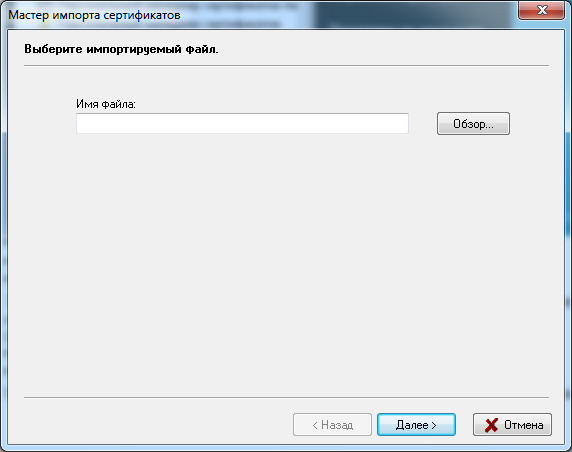 Мастер импорта сертификатов
Выберите импортируемый файл.
Имя файла:
Обзор...
< Назад
Далее >
Отмена